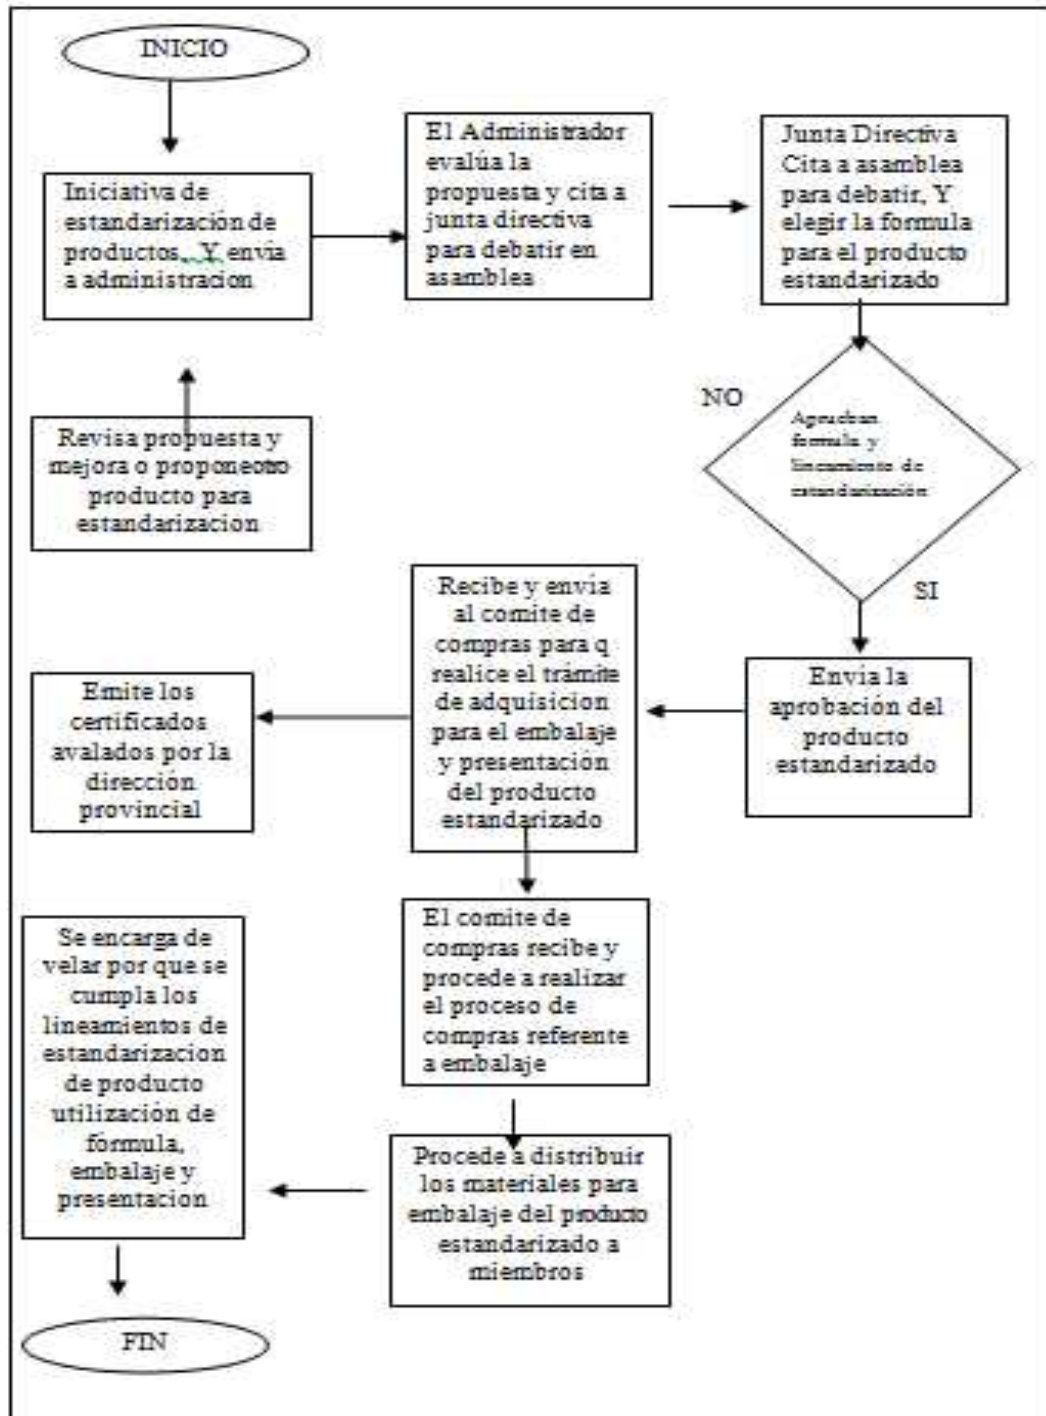 INICIO
Iniciativa de
estandarización de
productos. Y envia
a administracion
El Administrador
evalúa la
propuesta y cita a
junta directiva
para debatir en
asamblea
Junta Directiva
Cita a asamblea
para debatir, Y
elegir la formula
para el producto
estandarizado
NO
Aprueban
formula y
lineamiento de
estandarización
SI
Revisa propuesta y
mejora o proponeotro
producto para
estandarizacion
Recibe y envia
al comite de
compras para q
realice el trámite
de adquisicion
para el embalaje
y presentación
del producto
estandarizado
Envia la
aprobación del
producto
estandarizado
Emite los
certificados
avalados por la
dirección
provincial
El comite de
compras recibe y
procede a realizar
el proceso de
compras referente
a embalaje
Se encarga de
velar por que se
cumpla los
lineamientos de
estandarizacion
de producto
utilización de
fórmula,
embalaje y
presentacion
Procede a distribuir
los materiales para
embalaje del producto
estandarizado a
miembros
FIN